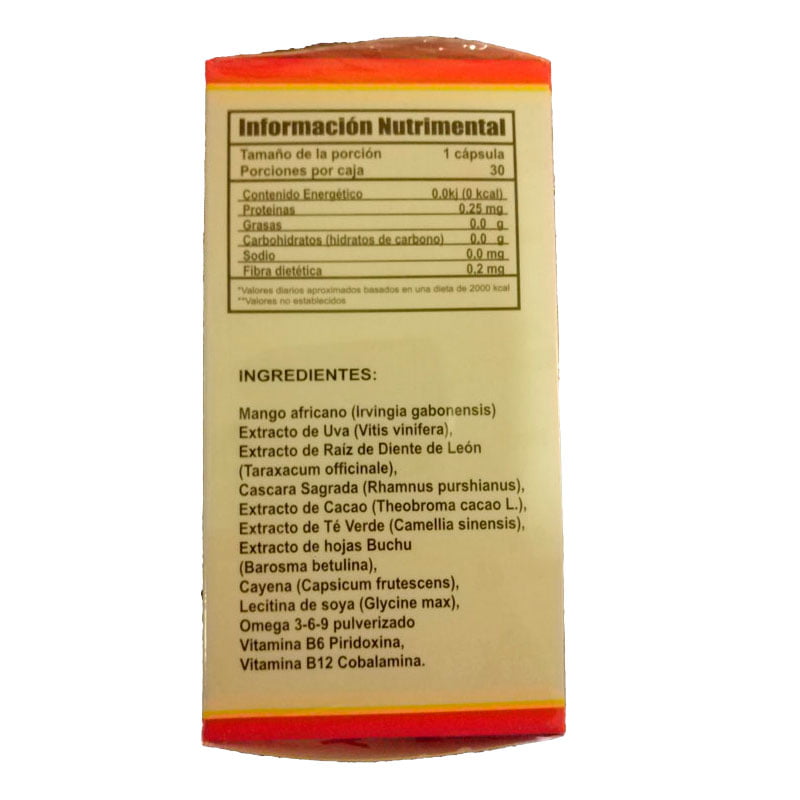 Información Nutrimental
Tamaño de la porción 1 cápsula
Porciones por caja 30
Contenido Energético 0.0kj (0 kcal)
Proteinas 0.25 mg
Grasas 0.0 g
Carbohidratos (hidratos de carbono) 0.0 g
Sodio 0.0 mg
Fibra dietética 0.2 mg
*Valores diarios aproximados basados en una dieta de 2000 kcal
**Valores no establecidos
INGREDIENTES:
Mango africano (Irvingia gabonensis)
Extracto de Uva (Vitis vinifera),
Extracto de Raíz de Diente de León
(Taraxacum officinale),
Cascara Sagrada (Rhamnus purshianus),
Extracto de Cacao (Theobroma cacao L.),
Extracto de Té Verde (Camellia sinensis),
Extracto de hojas Buchu
(Barosma betulina),
Cayena (Capsicum frutescens),
Lecitina de soya (Glycine max),
Omega 3-6-9 pulverizado
Vitamina B6 Piridoxina,
Vitamina B12 Cobalamina.